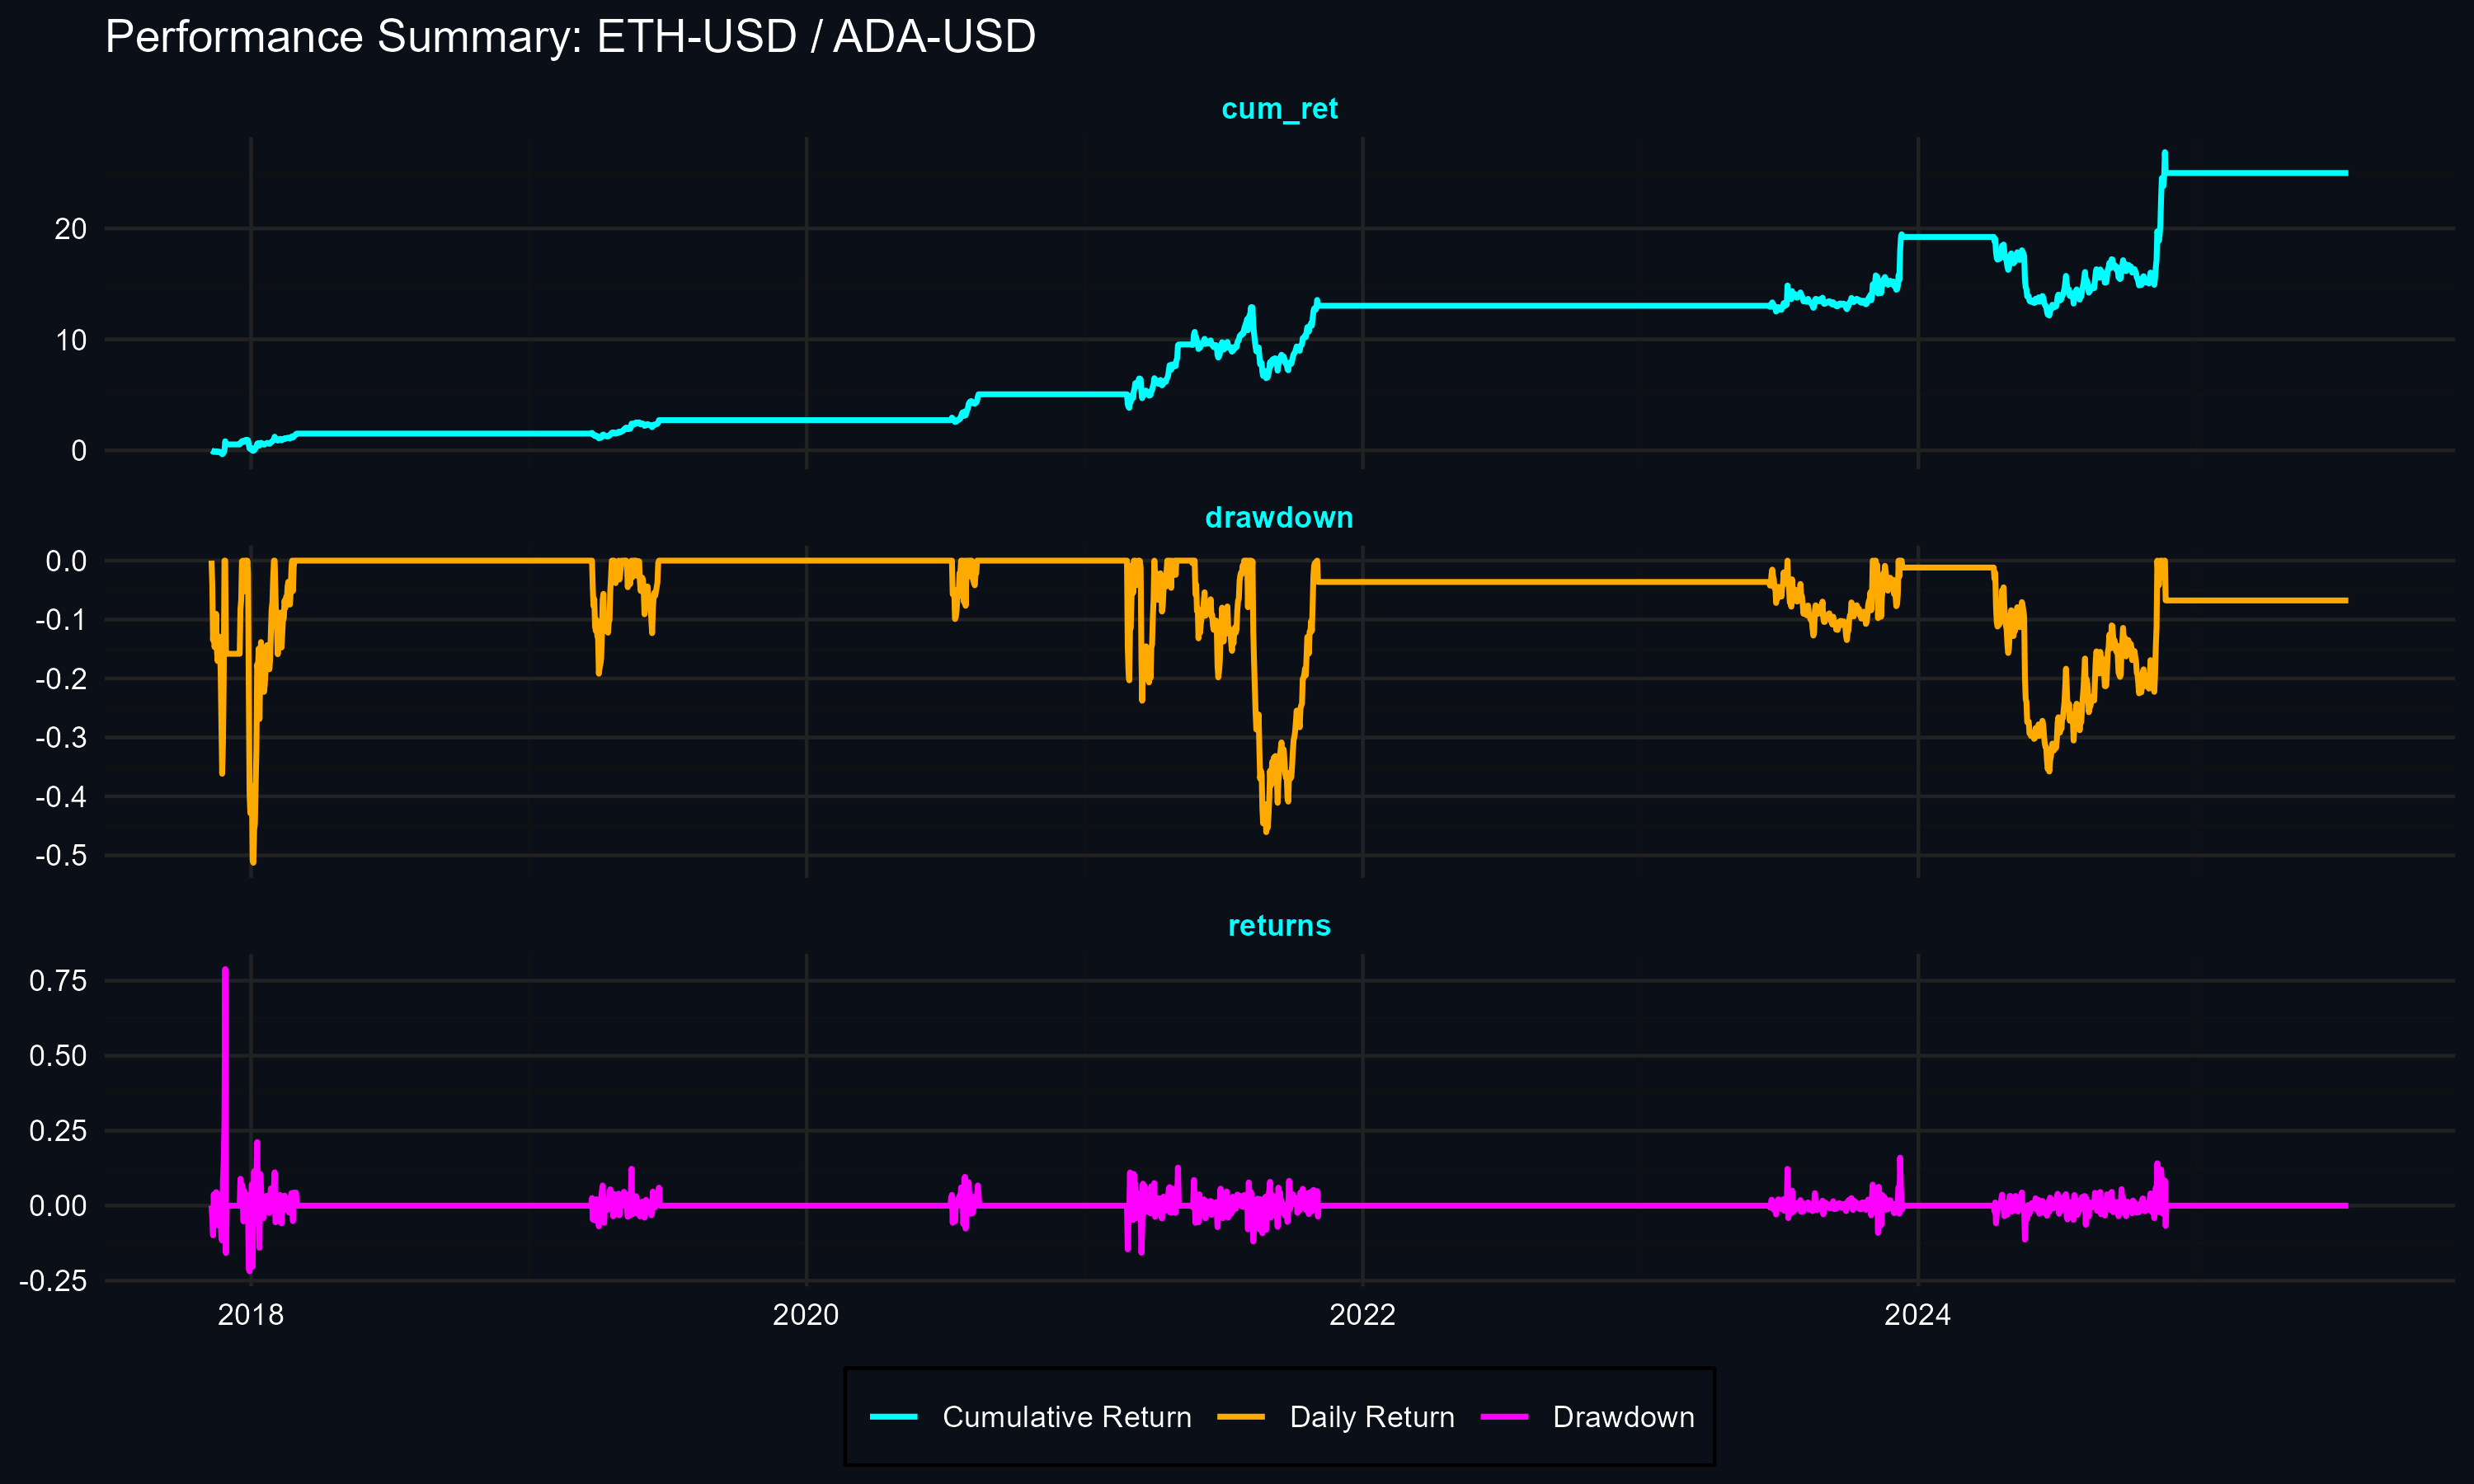 Performance Summary: ETH-USD / ADA-USD
cum_ret
20
10
0
drawdown
0.0
-0.1
-0.2
-0.3
-0.4
-0.5
returns
0.75
0.50
0.25
0.00
-0.25
2018 2020 2022 2024
Cumulative Return Daily Return Drawdown